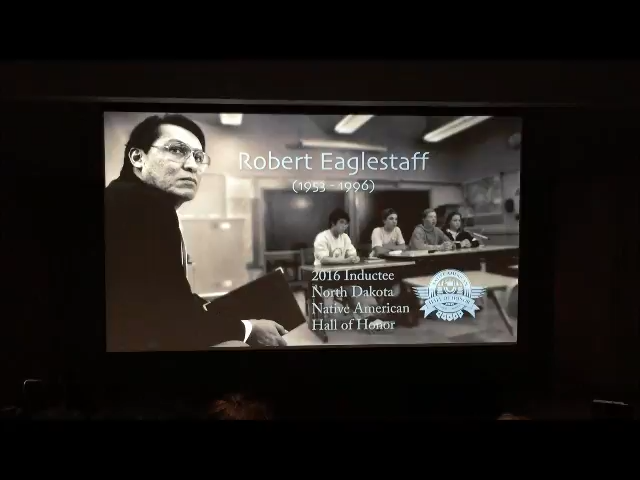 Robert Eaglestaff
(1953 - 1996)
2016 Inductee
North Dakota
Native American
Hall of Honor